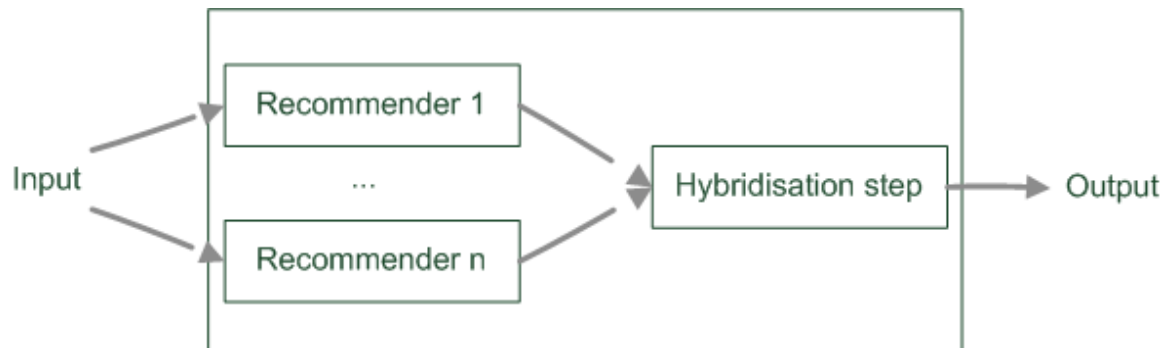 Recommender 1
Input
...
Hybridisation step
Output
Recommender n